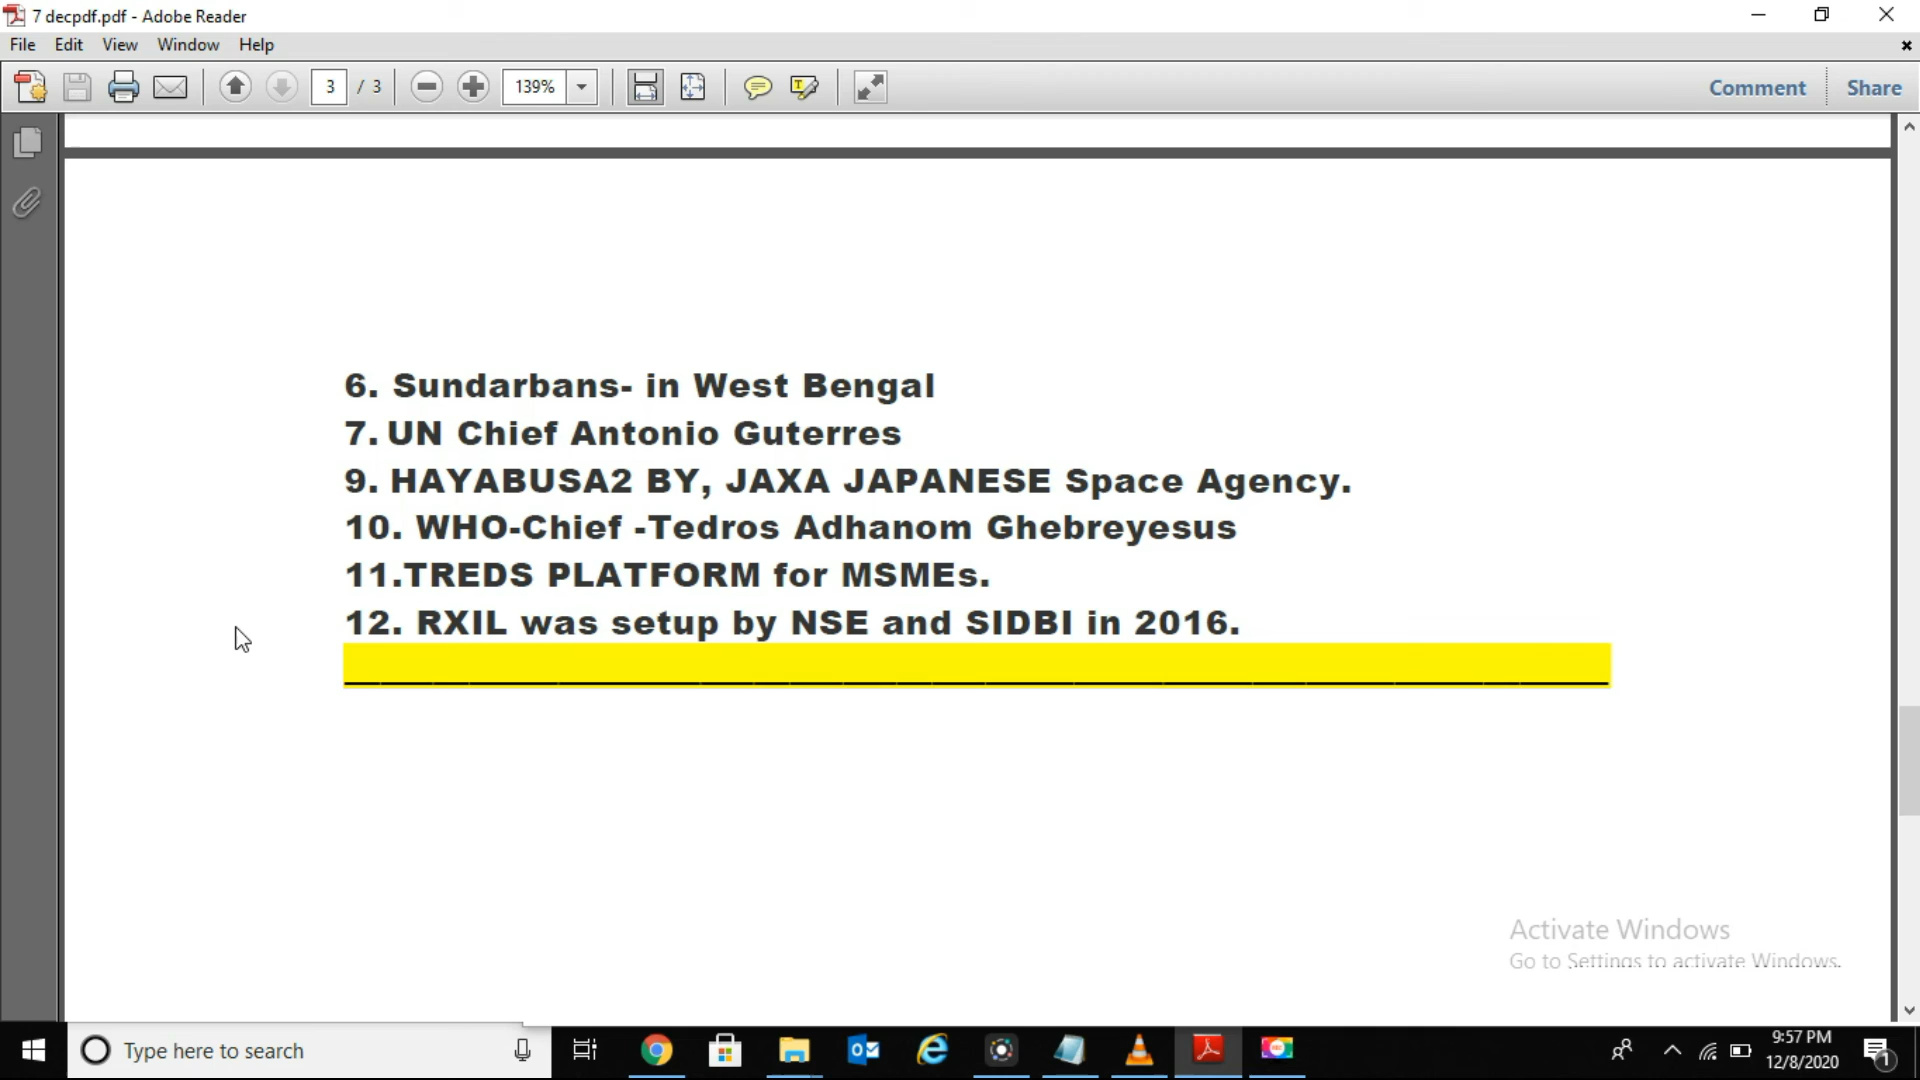 7 decpdf.pdf - Adobe Reader
File Edit View Window Help
3 / 3 139% Comment Share
6. Sundarbans- in West Bengal
7. UN Chief Antonio Guterres
9. HAYABUSA2 BY, JAXA JAPANESE Space Agency.
10. WHO-Chief -Tedros Adhanom Ghebreyesus
11.TREDS PLATFORM for MSMEs.
12. RXIL was setup by NSE and SIDBI in 2016.
Activate Windows
Go to Settings to activate Windows.
Type here to search
9:57 PM
12/8/2020
1